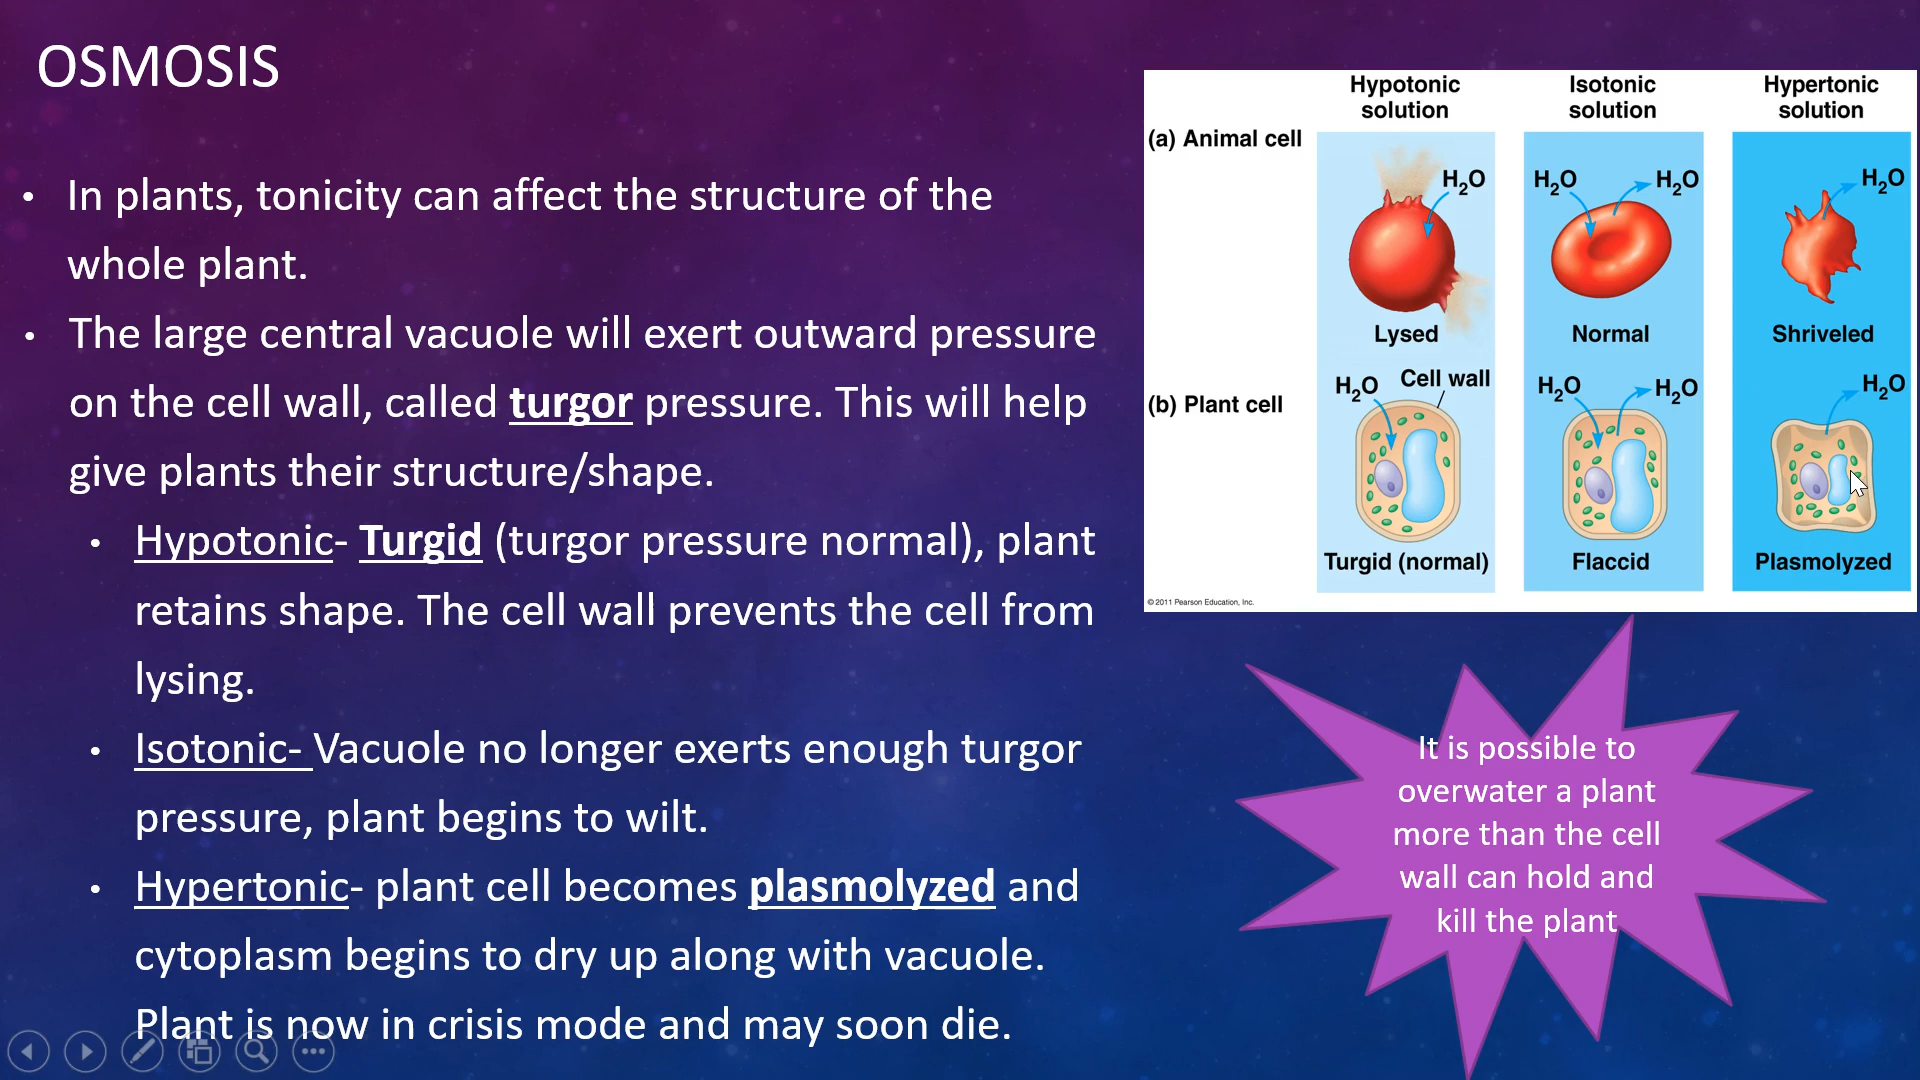 OSMOSIS
• In plants, tonicity can affect the structure of the
whole plant.
• The large central vacuole will exert outward pressure
on the cell wall, called turgor pressure. This will help
give plants their structure/shape.
• Hypotonic- Turgid (turgor pressure normal), plant
retains shape. The cell wall prevents the cell from
lysing.
• Isotonic- Vacuole no longer exerts enough turgor
pressure, plant begins to wilt.
• Hypertonic- plant cell becomes plasmolyzed and
cytoplasm begins to dry up along with vacuole.
Plant is now in crisis mode and may soon die.
Hypotonic solution
Isotonic solution
Hypertonic solution
(a) Animal cell
H₂O
H₂O
H₂O
H₂O
Lysed
Normal
Shriveled
(b) Plant cell
H₂O
Cell wall
H₂O
H₂O
H₂O
Turgid (normal)
Flaccid
Plasmolyzed
© 2011 Pearson Education, Inc.
It is possible to
overwater a plant
more than the cell
wall can hold and
kill the plant